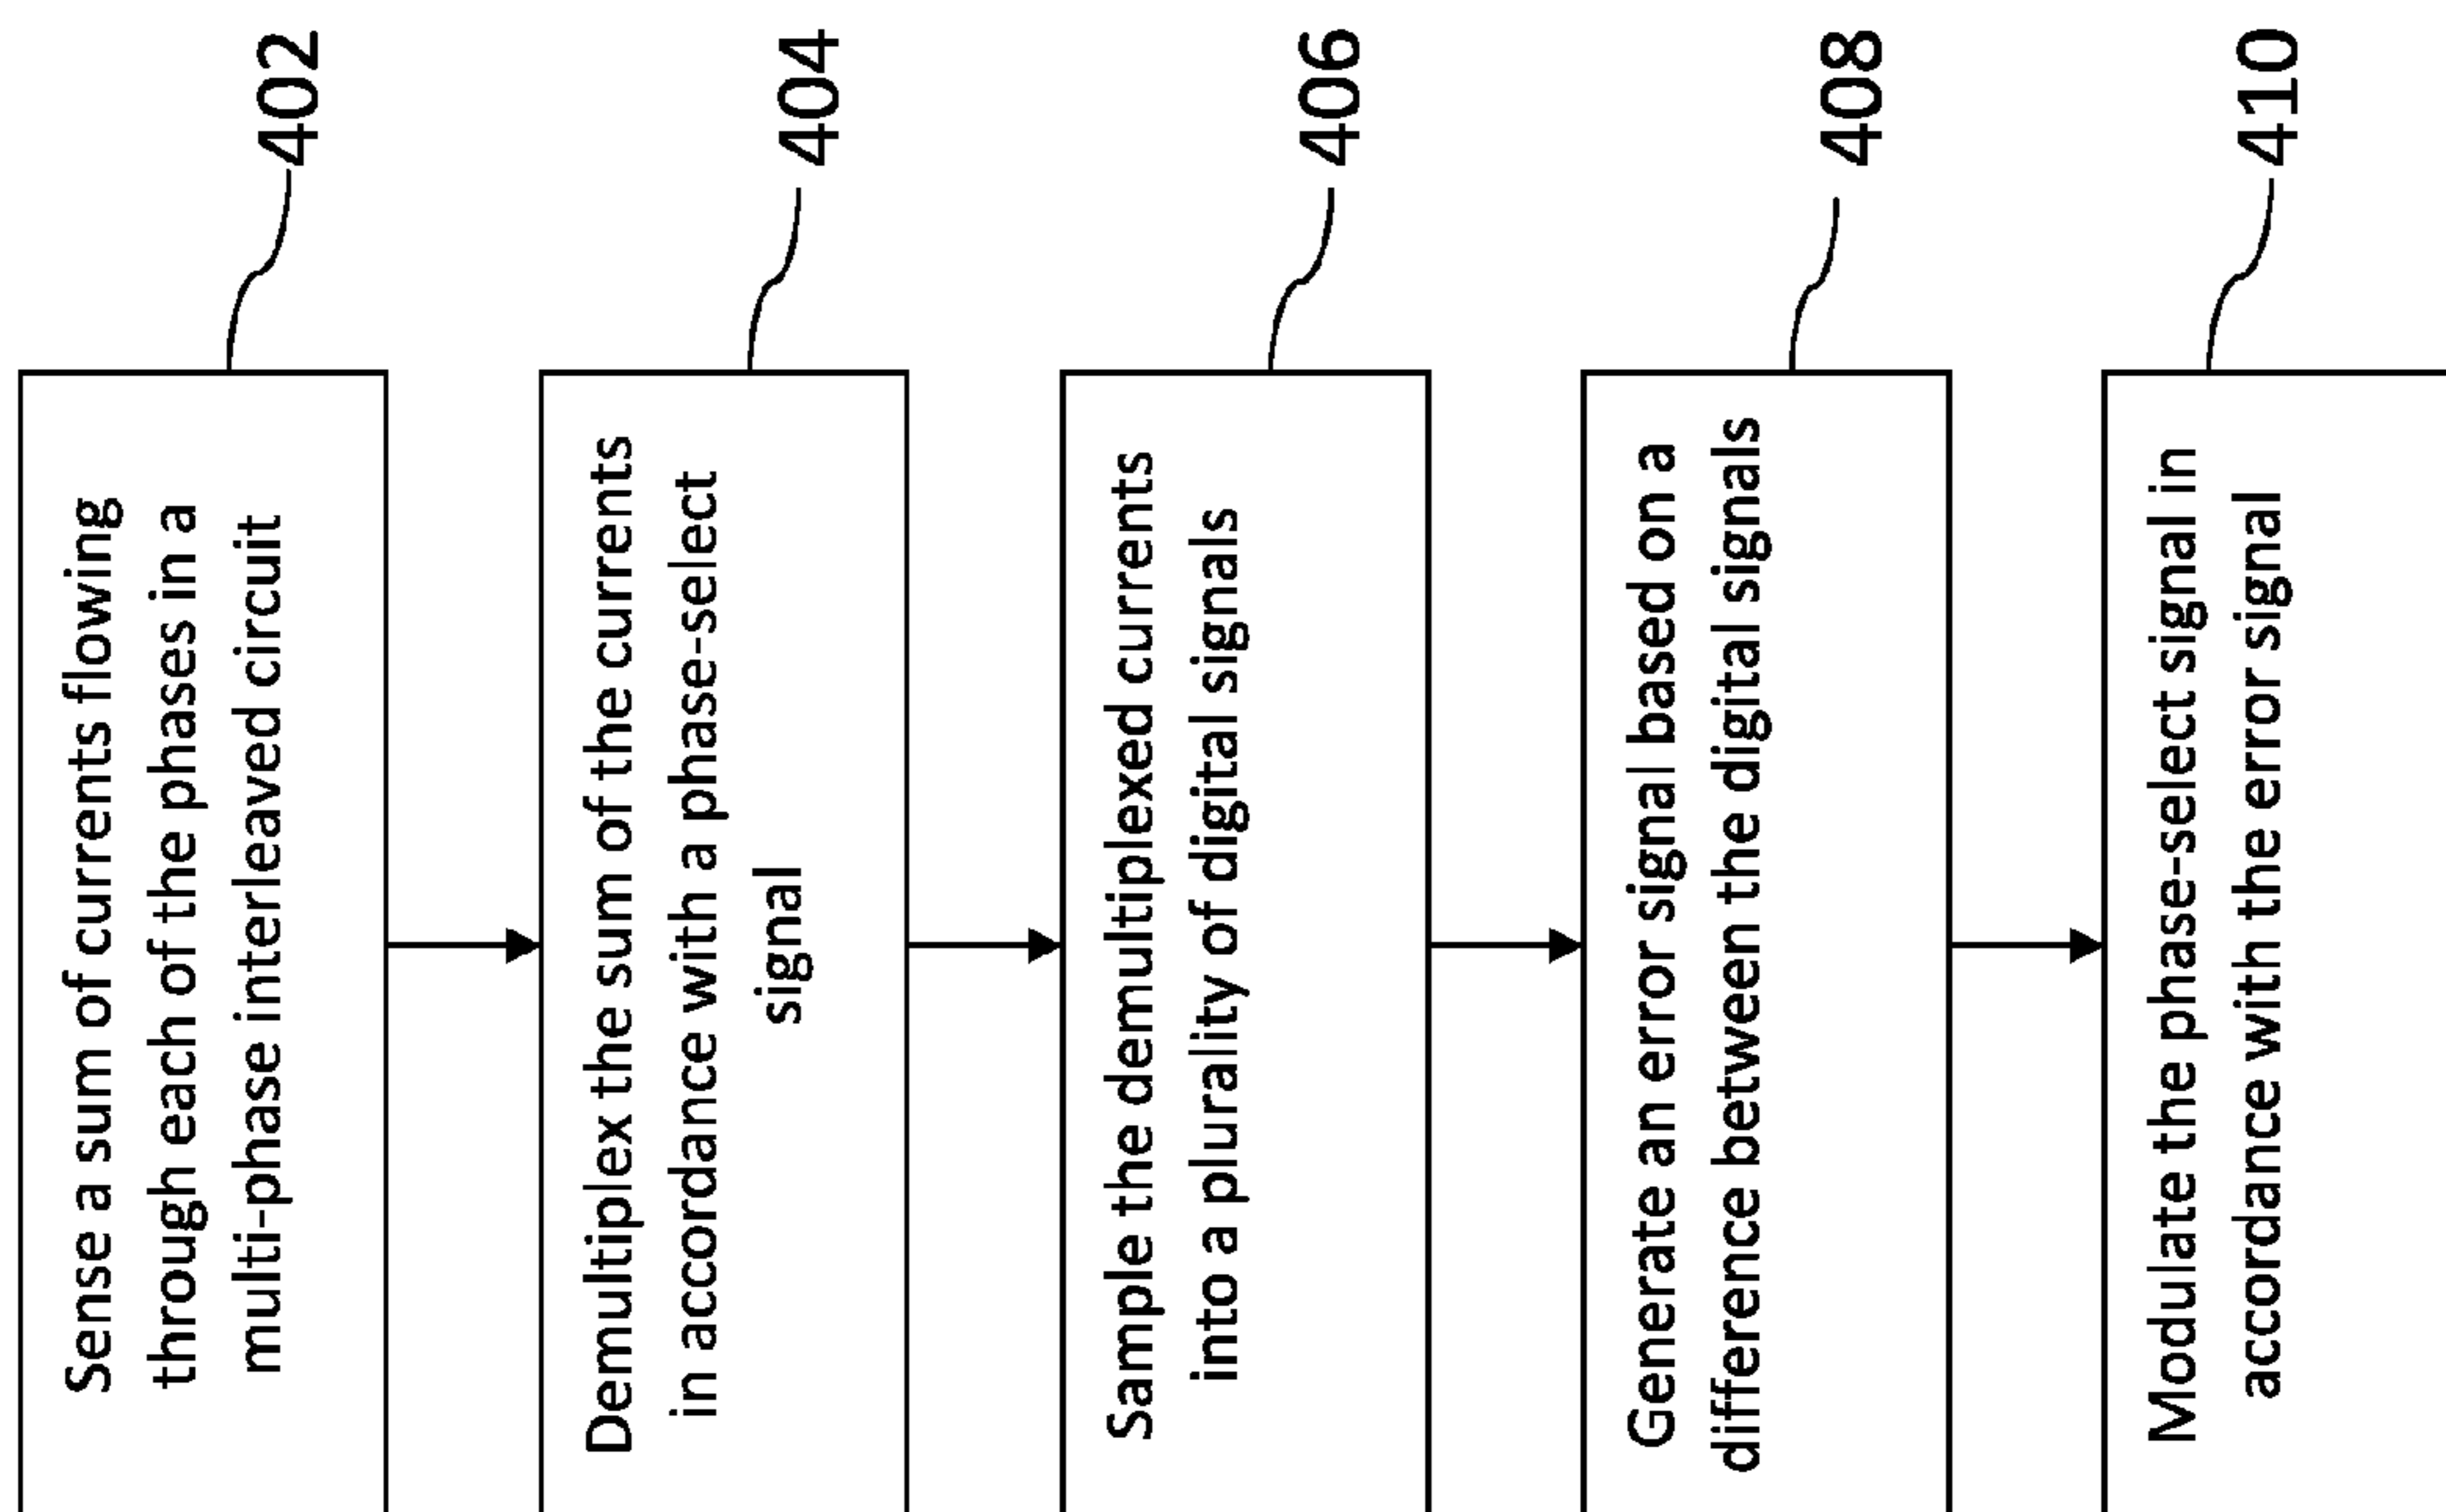 Sense a sum of currents flowing
through each of the phases in a
multi-phase interleaved circuit
402
Demultiplex the sum of the currents
in accordance with a phase-select
signal
404
Sample the demultiplexed currents
into a plurality of digital signals
406
Generate an error signal based on a
difference between the digital signals
408
Modulate the phase-select signal in
accordance with the error signal
410